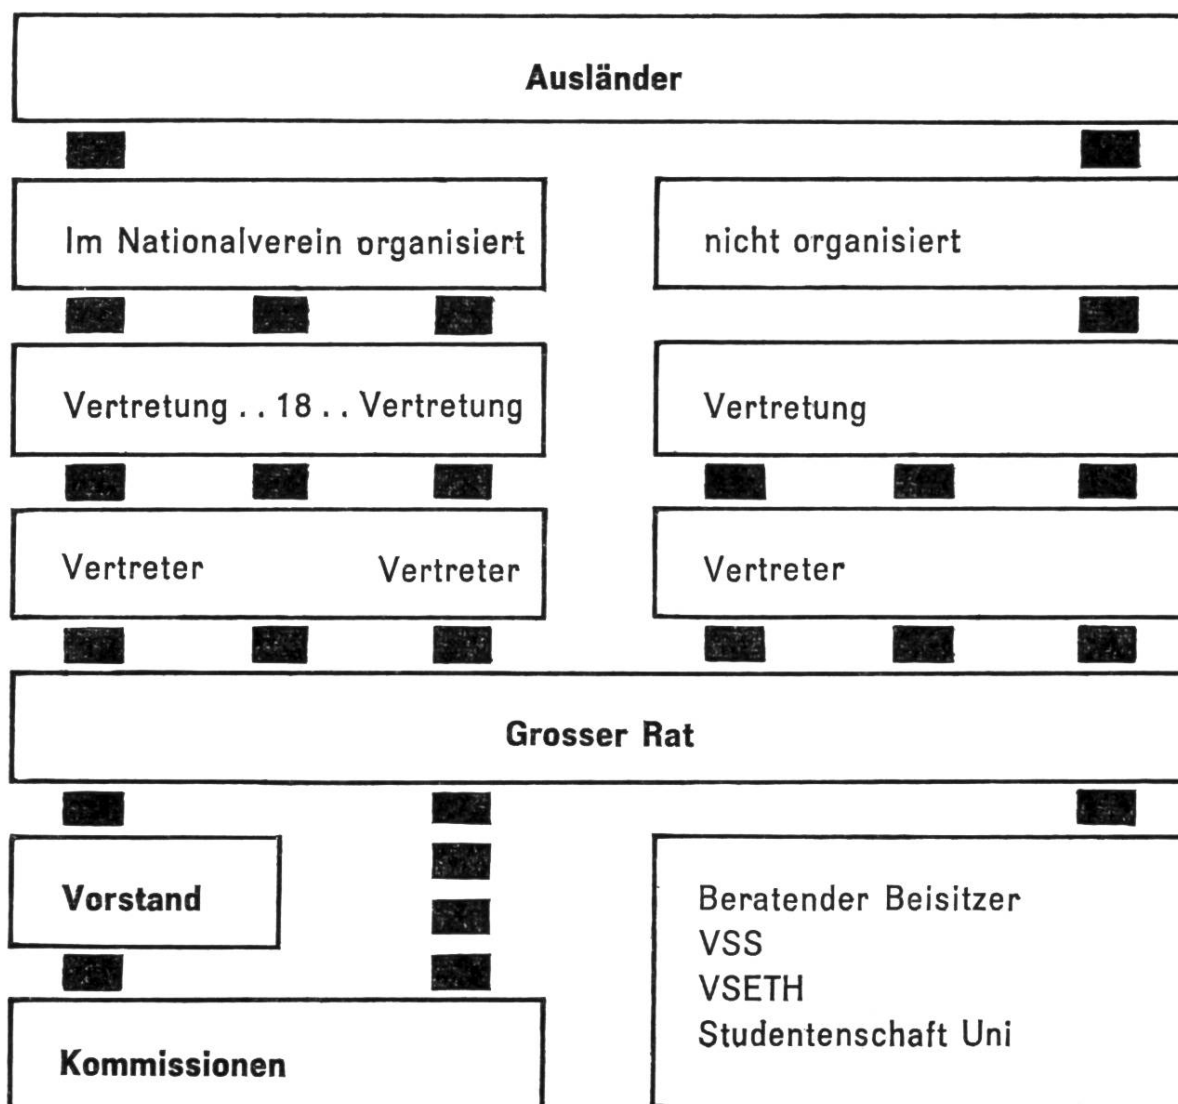 Ausländer
Im Nationalverein organisiert
nicht organisiert
Vertretung . . 18 . . Vertretung
Vertretung
Vertreter Vertreter
Vertreter
Grosser Rat
Vorstand
Beratender Beisitzer
VSS
VSETH
Studentenschaft Uni
Kommissionen